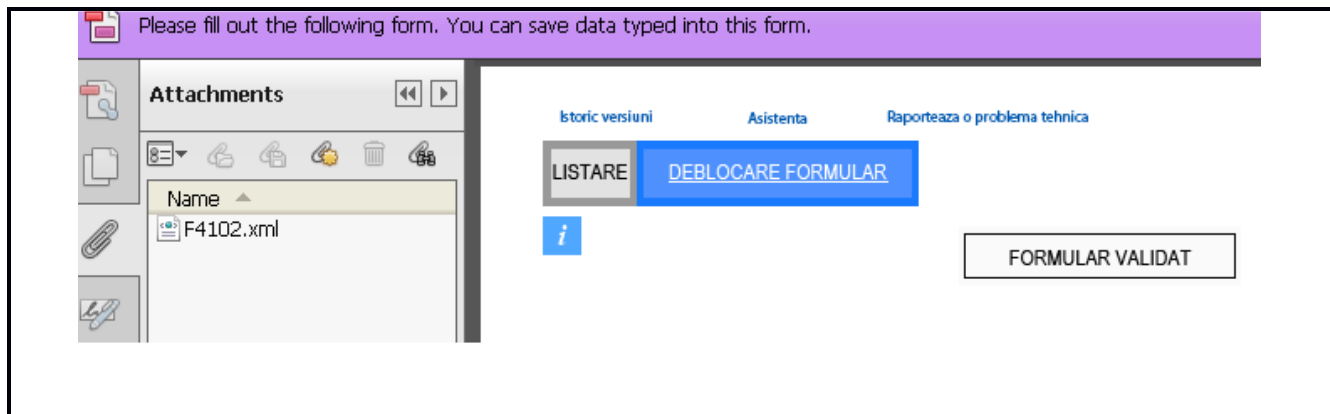 Please fill out the following form. You can save data typed into this form.
Attachments
Name
F4102.xml
Istoric versiuni Asistenta Raporteaza o problema tehnica
LISTARE DEBLOCARE FORMULAR
i
FORMULAR VALIDAT